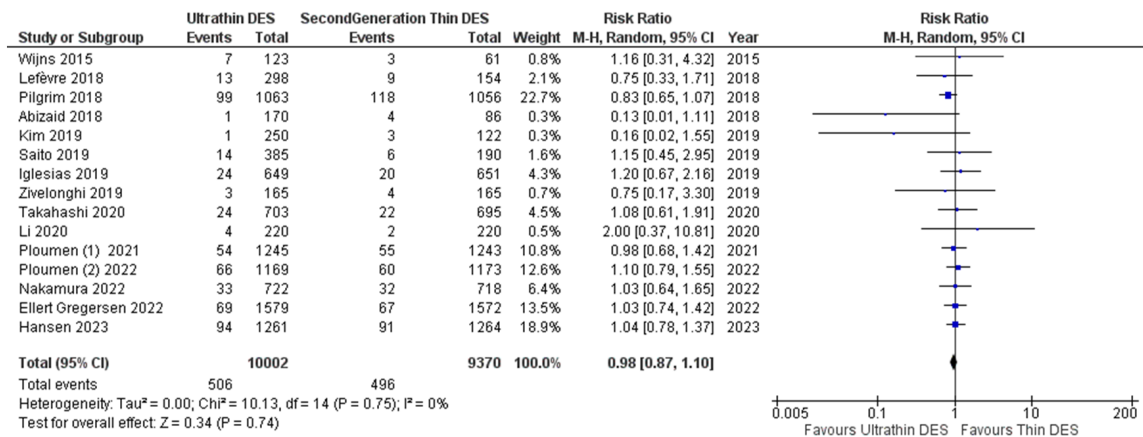 Ultrathin DES SecondGeneration Thin DES Risk Ratio Risk Ratio
Study or Subgroup Events Total Events Total Weight M-H, Random, 95% CI Year M-H, Random, 95% CI
Wijns 2015 7 123 3 61 0.8% 1.16 [0.31, 4.32] 2015
Lefèvre 2018 13 298 9 154 2.1% 0.75 [0.33, 1.71] 2018
Pilgrim 2018 99 1063 118 1056 22.7% 0.83 [0.65, 1.07] 2018
Abizaid 2018 1 170 4 86 0.3% 0.13 [0.01, 1.11] 2018
Kim 2019 1 250 3 122 0.3% 0.16 [0.02, 1.55] 2019
Saito 2019 14 385 6 190 1.6% 1.15 [0.45, 2.95] 2019
Iglesias 2019 24 649 20 651 4.3% 1.20 [0.67, 2.16] 2019
Zivelonghi 2019 3 165 4 165 0.7% 0.75 [0.17, 3.30] 2019
Takahashi 2020 24 703 22 695 4.5% 1.08 [0.61, 1.91] 2020
Li 2020 4 220 2 220 0.5% 2.00 [0.37, 10.81] 2020
Ploumen (1) 2021 54 1245 55 1243 10.8% 0.98 [0.68, 1.42] 2021
Ploumen (2) 2022 66 1169 60 1173 12.6% 1.10 [0.79, 1.55] 2022
Nakamura 2022 33 722 32 718 6.4% 1.03 [0.64, 1.65] 2022
Ellert Gregersen 2022 69 1579 67 1572 13.5% 1.03 [0.74, 1.42] 2022
Hansen 2023 94 1261 91 1264 18.9% 1.04 [0.78, 1.37] 2023
Total (95% CI) 10002 9370 100.0% 0.98 [0.87, 1.10]
Total events 506 496
Heterogeneity: Tau² = 0.00; Chi² = 10.13, df = 14 (P = 0.75); I² = 0%
Test for overall effect: Z = 0.34 (P = 0.74)
0.005 0.1 1 10 200
Favours Ultrathin DES Favours Thin DES